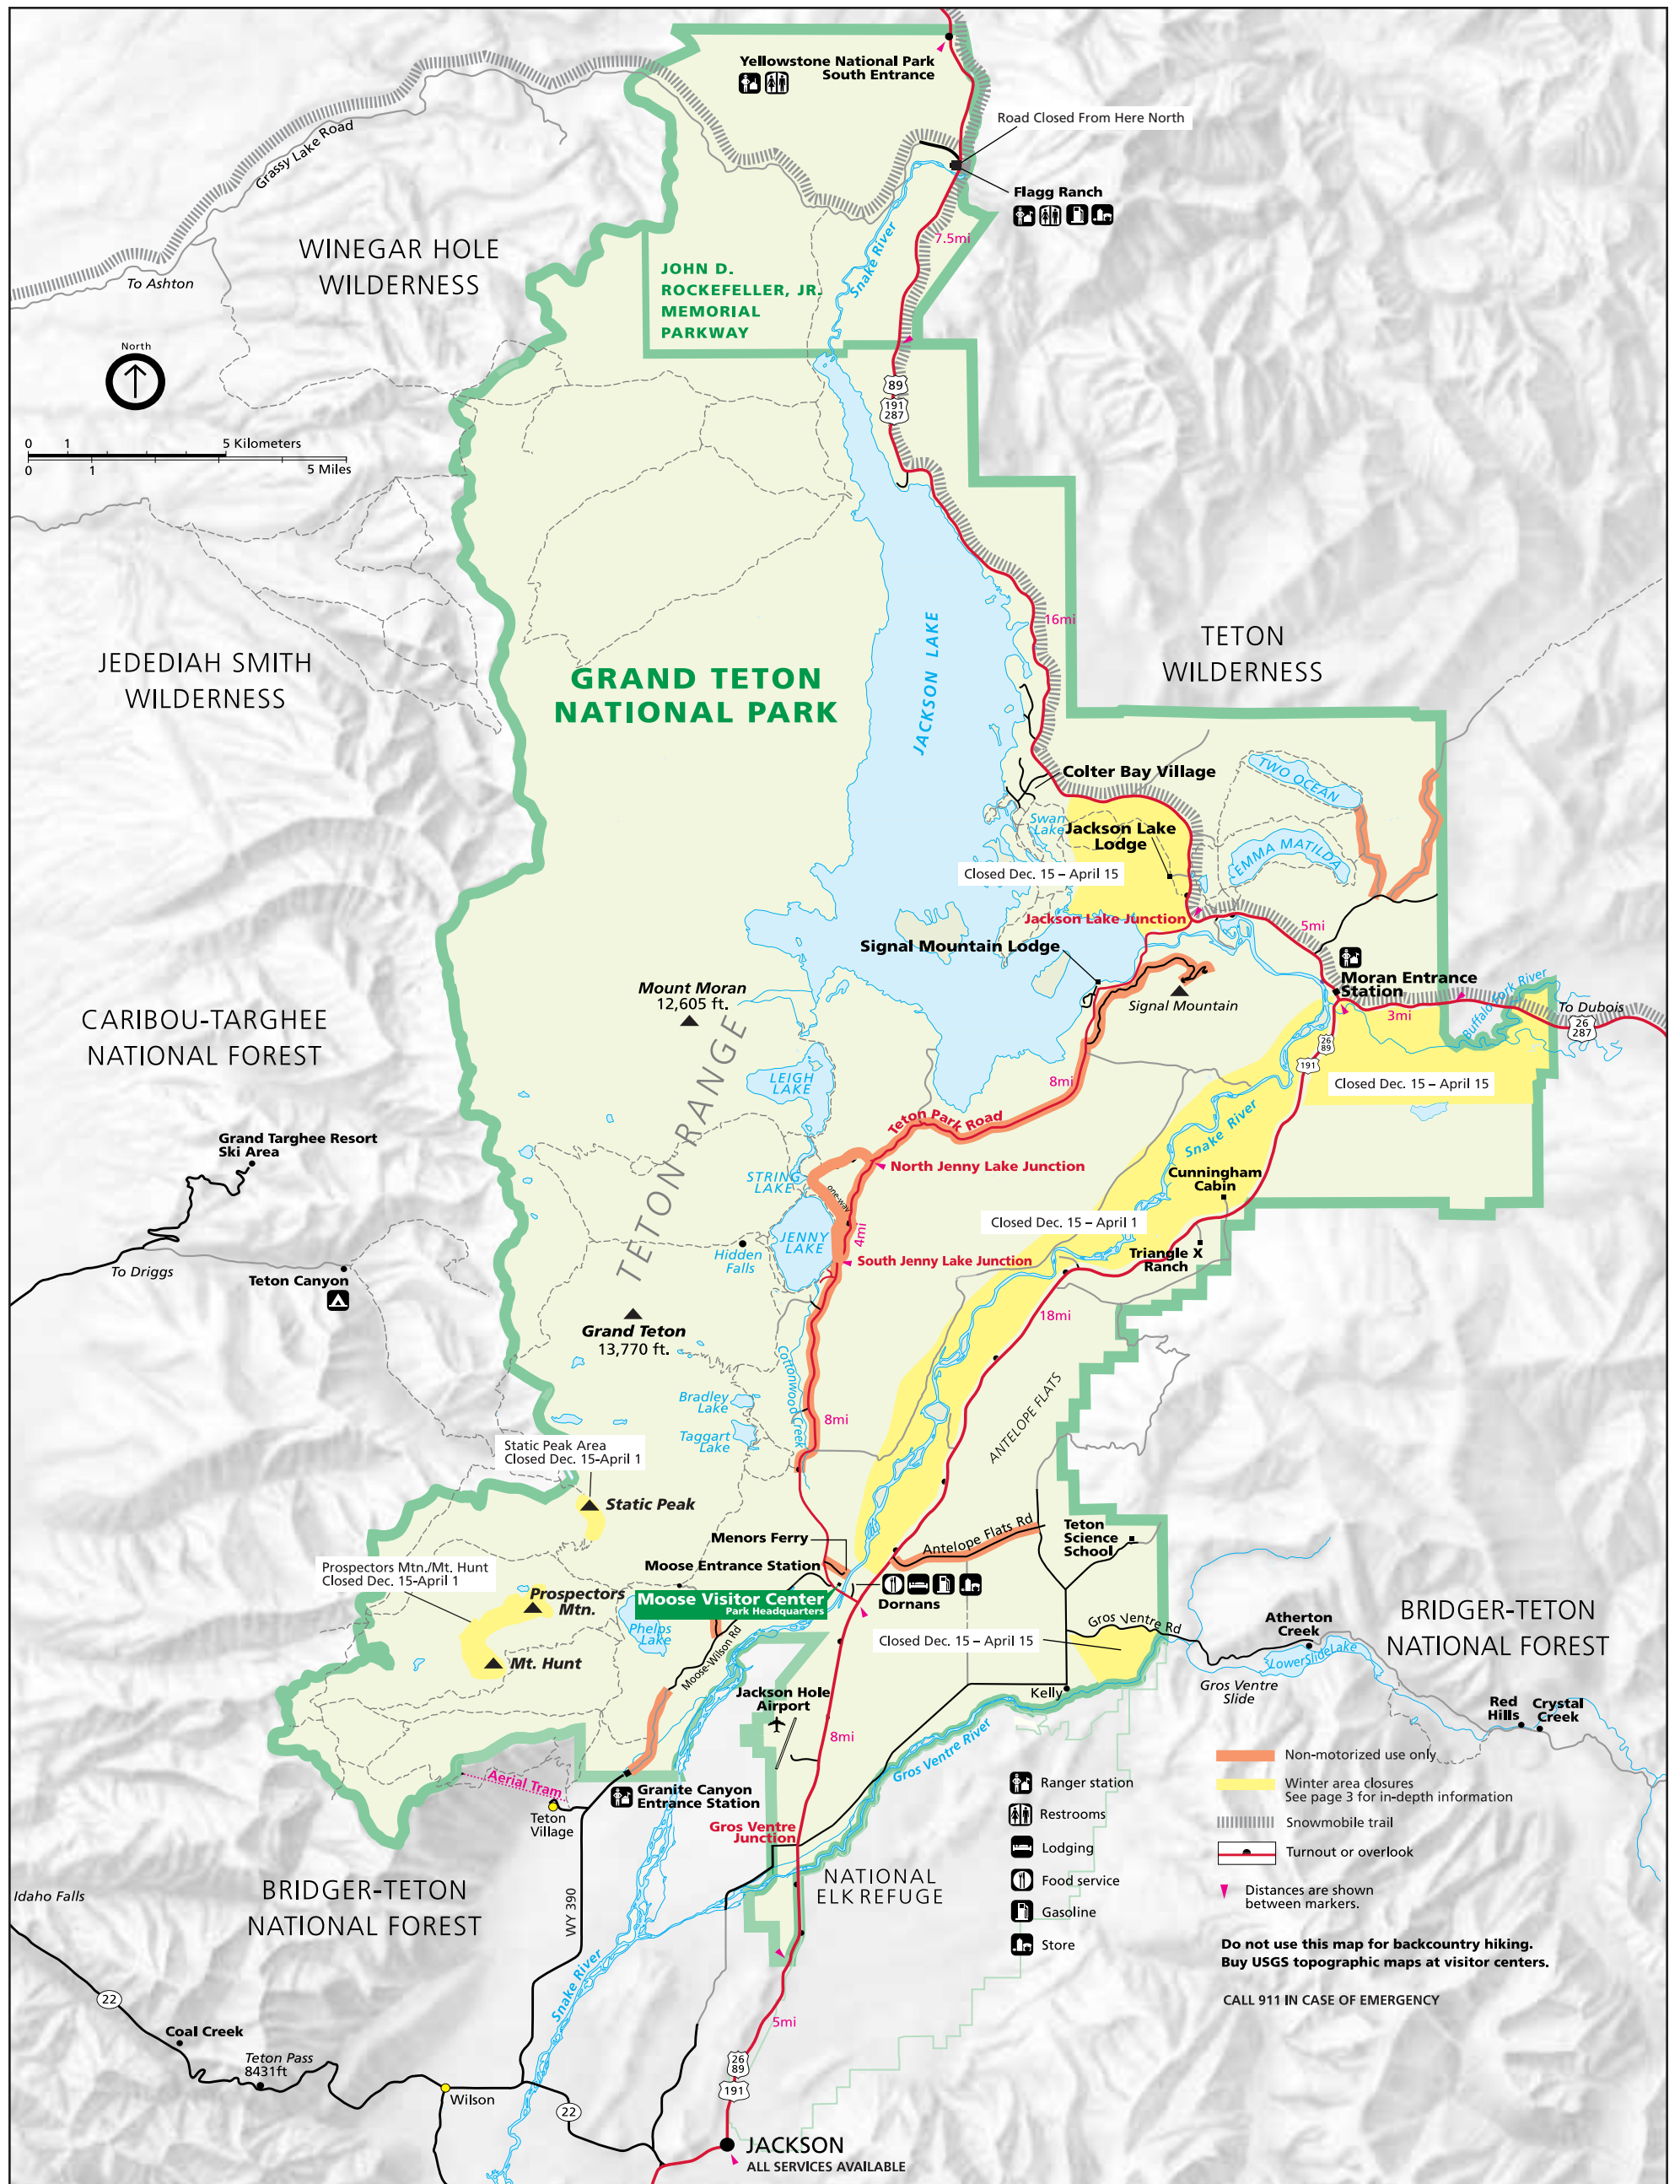 Yellowstone National Park
South Entrance
Road Closed From Here North
Grassy Lake Road
Flagg Ranch
7.5mi
WINEGAR HOLE
WILDERNESS
To Ashton
Snake River
JOHN D.
ROCKEFELLER, JR.
MEMORIAL
PARKWAY
North
89
191
287
0 1 5 Kilometers
0 1 5 Miles
16mi
JACKSON LAKE
TETON
WILDERNESS
JEDEDIAH SMITH
WILDERNESS
GRAND TETON
NATIONAL PARK
Colter Bay Village
TWO OCEAN
Swan
Lake
Jackson Lake
Lodge
EMMA MATILDA
Closed Dec. 15 – April 15
Jackson Lake Junction
5mi
Signal Mountain Lodge
Moran Entrance
Station
Buffalo Fork River
To Dubois
26
287
Signal Mountain
3mi
Mount Moran
12,605 ft.
26
89
191
CARIBOU-TARGHEE
NATIONAL FOREST
TETON RANGE
LEIGH
LAKE
8mi
Closed Dec. 15 – April 15
Teton Park Road
Snake River
Grand Targhee Resort
Ski Area
North Jenny Lake Junction
STRING
LAKE
one-way
Cunningham
Cabin
Closed Dec. 15 – April 1
JENNY
LAKE
4mi
Hidden
Falls
South Jenny Lake Junction
Triangle X
Ranch
To Driggs
Teton Canyon
18mi
Grand Teton
13,770 ft.
Cottonwood Creek
ANTELOPE FLATS
Bradley
Lake
8mi
Taggart
Lake
Static Peak Area
Closed Dec. 15-April 1
Static Peak
Menors Ferry
Antelope Flats Rd
Teton
Science
School
Moose Entrance Station
Prospectors Mtn./Mt. Hunt
Closed Dec. 15-April 1
Prospectors
Mtn.
Moose Visitor Center
Park Headquarters
Dornans
Phelps
Lake
Moose-Wilson Rd
Closed Dec. 15 – April 15
Gros Ventre Rd
Atherton
Creek
BRIDGER-TETON
NATIONAL FOREST
Lower Slide Lake
Mt. Hunt
Gros Ventre
Slide
Kelly
Jackson Hole
Airport
Red
Hills
Crystal
Creek
8mi
Gros Ventre River
Aerial Tram
Granite Canyon
Entrance Station
Teton
Village
Gros Ventre
Junction
Ranger station
Restrooms
Lodging
Food service
Gasoline
Store
Non-motorized use only
Winter area closures
See page 3 for in-depth information
Snowmobile trail
Turnout or overlook
Distances are shown
between markers.
Do not use this map for backcountry hiking.
Buy USGS topographic maps at visitor centers.
CALL 911 IN CASE OF EMERGENCY
NATIONAL
ELK REFUGE
Idaho Falls
BRIDGER-TETON
NATIONAL FOREST
WY 390
Snake River
22
Coal Creek
Teton Pass
8431ft
5mi
26
89
191
Wilson
22
JACKSON
ALL SERVICES AVAILABLE